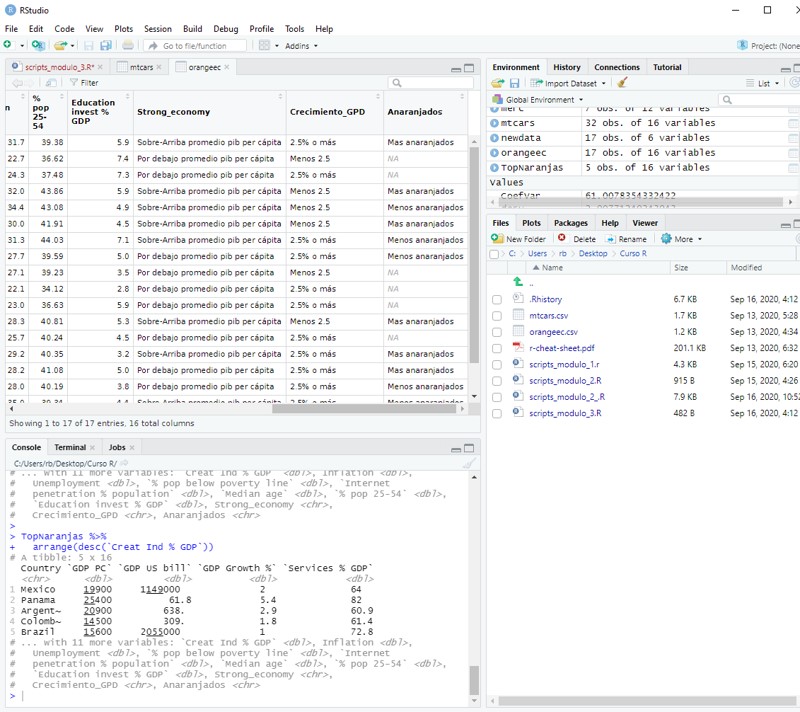 RStudio
File Edit Code View Plots Session Build Debug Profile Tools Help
Go to file/function Addins Project: (None
scripts_modulo_3.R* mtcars orangeec
Filter
n % pop 25-54 Education invest % GDP Strong_economy Crecimiento_GPD Anaranjados
31.7 39.38 5.9 Sobre-Arriba promedio pib per cápita 2.5% o más Mas anaranjados
22.7 36.62 7.4 Por debajo promedio pib per cápita Menos 2.5 NA
24.3 37.48 7.3 Por debajo promedio pib per cápita 2.5% o más NA
32.0 43.86 5.9 Sobre-Arriba promedio pib per cápita Menos 2.5 Mas anaranjados
34.4 43.08 4.9 Sobre-Arriba promedio pib per cápita Menos 2.5 Menos anaranjados
30.0 41.91 4.5 Sobre-Arriba promedio pib per cápita Menos 2.5 Mas anaranjados
31.3 44.03 7.1 Por debajo promedio pib per cápita 2.5% o más Menos anaranjados
27.7 39.59 5.0 Por debajo promedio pib per cápita 2.5% o más Menos anaranjados
27.1 39.23 3.5 Por debajo promedio pib per cápita Menos 2.5 NA
22.1 34.12 2.8 Por debajo promedio pib per cápita 2.5% o más NA
23.0 36.63 5.9 Por debajo promedio pib per cápita 2.5% o más NA
28.3 40.81 5.3 Sobre-Arriba promedio pib per cápita Menos 2.5 Mas anaranjados
25.7 40.24 4.5 Por debajo promedio pib per cápita 2.5% o más NA
29.2 40.35 3.2 Sobre-Arriba promedio pib per cápita 2.5% o más Mas anaranjados
28.2 41.08 5.0 Por debajo promedio pib per cápita 2.5% o más Mas anaranjados
28.0 40.19 3.8 Por debajo promedio pib per cápita 2.5% o más Menos anaranjados
35.0 39.34 4.4 Sobre-Arriba promedio pib per cápita 2.5% o más Menos anaranjados
Showing 1 to 17 of 17 entries, 16 total columns
Console Terminal Jobs
C:/Users/rb/Desktop/Curso R/
# ... with 11 more variables: `Creat Ind % GDP` <dbl>, Inflation <dbl>,
#   Unemployment <dbl>, `% pop below poverty line` <dbl>, `Internet
#   penetration % population` <dbl>, `Median age` <dbl>, `% pop 25-54` <dbl>,
#   `Education invest % GDP` <dbl>, Strong_economy <chr>,
#   Crecimiento_GPD <chr>, Anaranjados <chr>
>
> TopNaranjas %>%
+   arrange(desc(`Creat Ind % GDP`))
# A tibble: 5 x 16
Country `GDP PC` `GDP US bill` `GDP Growth %` `Services % GDP`
<chr> <dbl> <dbl> <dbl> <dbl>
1 Mexico 19900 1149000 2 64
2 Panama 25400 61.8 5.4 82
3 Argent~ 20900 638. 2.9 60.9
4 Colomb~ 14500 309. 1.8 61.4
5 Brazil 15600 2055000 1 72.8
# ... with 11 more variables: `Creat Ind % GDP` <dbl>, Inflation <dbl>,
#   Unemployment <dbl>, `% pop below poverty line` <dbl>, `Internet
#   penetration % population` <dbl>, `Median age` <dbl>, `% pop 25-54` <dbl>,
#   `Education invest % GDP` <dbl>, Strong_economy <chr>,
#   Crecimiento_GPD <chr>, Anaranjados <chr>
>
Environment History Connections Tutorial
Import Dataset List
Global Environment
merc 7 obs. of 12 variables
mtcars 32 obs. of 16 variables
newdata 17 obs. of 6 variables
orangeec 17 obs. of 16 variables
TopNaranjas 5 obs. of 16 variables
Values
CoefVar 61.0078354332422
Files Plots Packages Help Viewer
New Folder Delete Rename More
C: Users rb Desktop Curso R
Name Size Modified
..
.Rhistory 6.7 KB Sep 16, 2020, 4:12
mtcars.csv 1.7 KB Sep 13, 2020, 5:28
orangeec.csv 1.2 KB Sep 13, 2020, 4:34
r-cheat-sheet.pdf 201.1 KB Sep 13, 2020, 6:32
scripts_modulo_1.r 4.3 KB Sep 15, 2020, 6:20
scripts_modulo_2.R 915 B Sep 15, 2020, 4:26
scripts_modulo_2_.R 7.9 KB Sep 16, 2020, 10:52
scripts_modulo_3.R 482 B Sep 16, 2020, 4:12